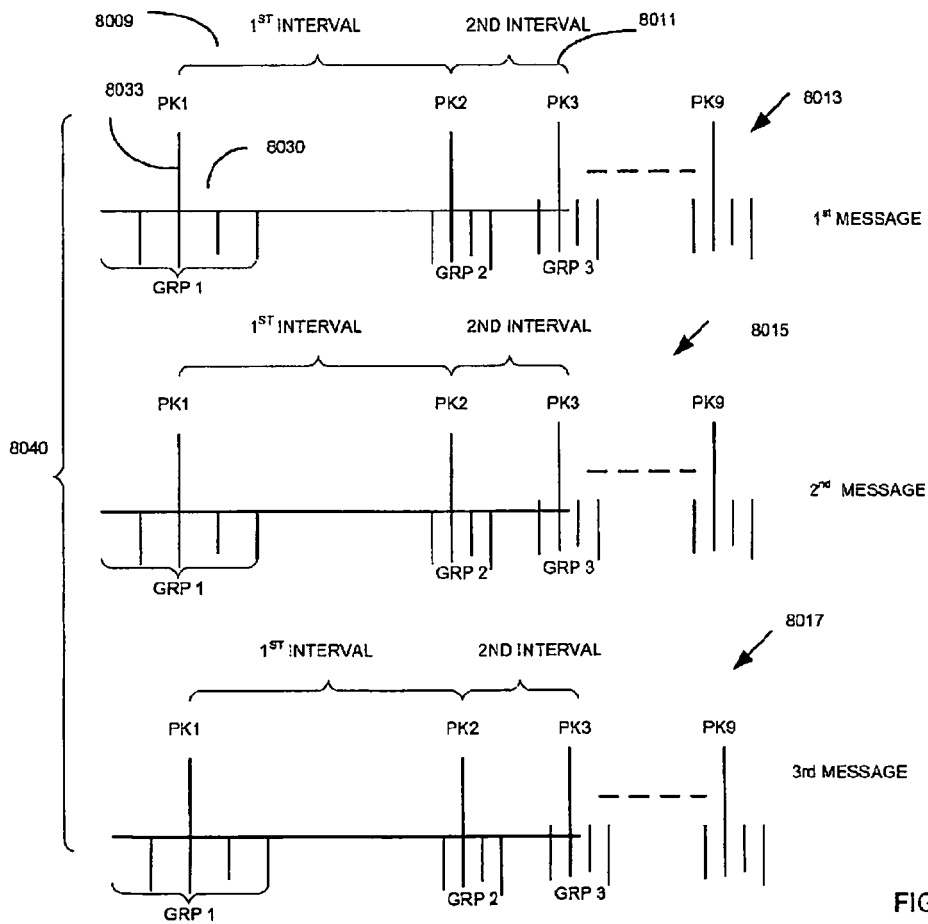 8009 1ST INTERVAL 2ND INTERVAL 8011
8033 PK1 PK2 PK3 PK9 8013
8030
1st MESSAGE
GRP 1 GRP 2 GRP 3
1ST INTERVAL 2ND INTERVAL 8015
PK1 PK2 PK3 PK9
8040
2nd MESSAGE
GRP 1 GRP 2 GRP 3
8017
1ST INTERVAL 2ND INTERVAL
PK1 PK2 PK3 PK9
3rd MESSAGE
GRP 1 GRP 2 GRP 3
FIG